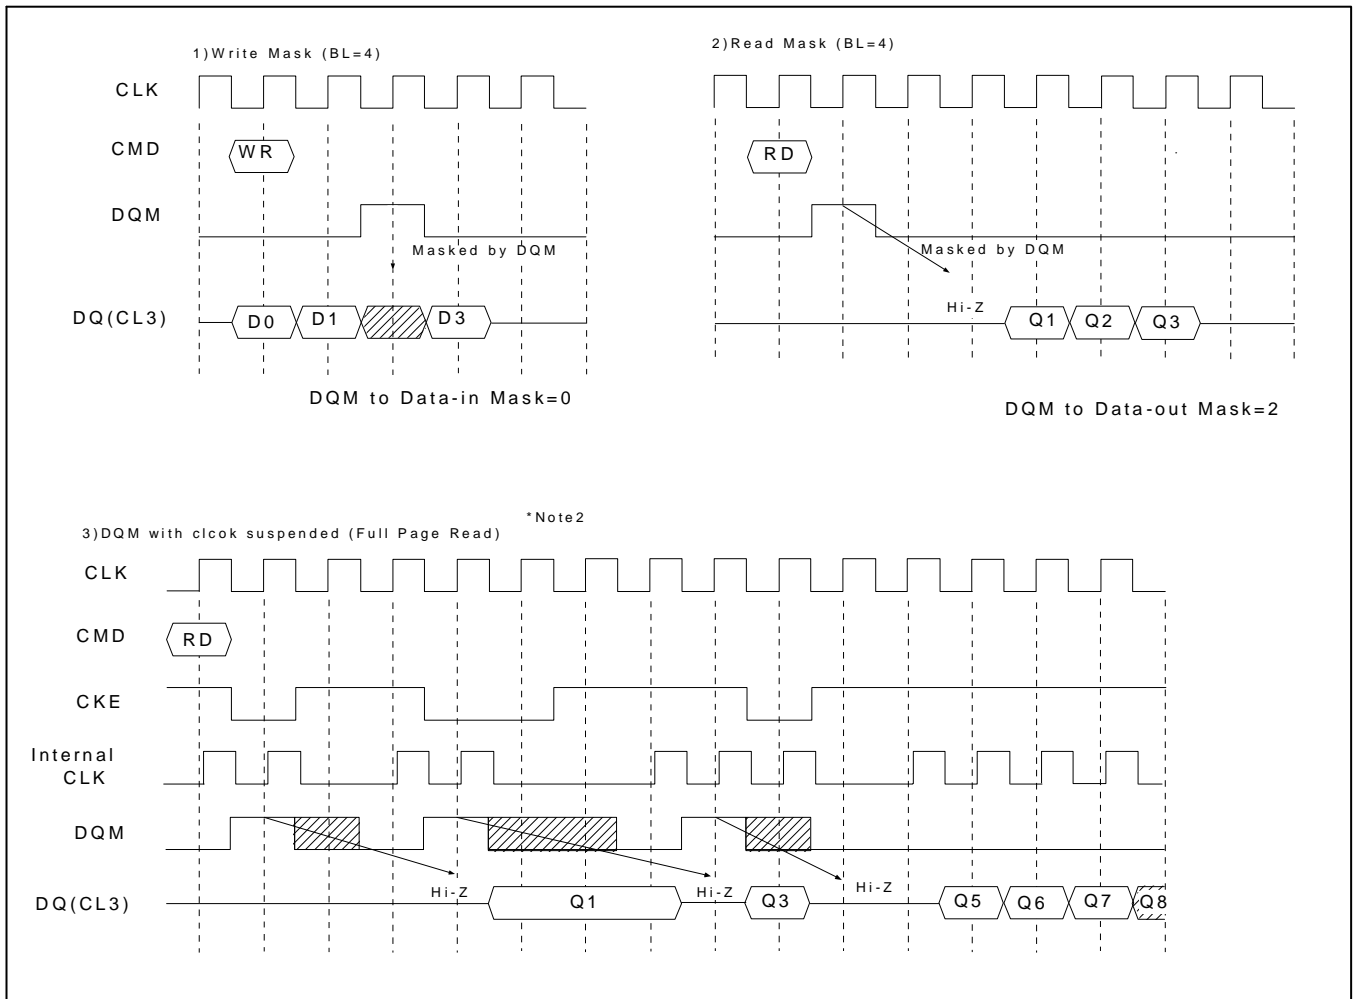 1)Write Mask (BL=4)
2)Read Mask (BL=4)
CLK
CMD
WR
RD
DQM
Masked by DQM
Masked by DQM
Hi-Z
DQ(CL3)
D0
D1
D3
Q1
Q2
Q3
DQM to Data-in Mask=0
DQM to Data-out Mask=2
*Note2
3)DQM with clcok suspended (Full Page Read)
CLK
CMD
RD
CKE
Internal
CLK
DQM
Hi-Z
Hi-Z
Hi-Z
DQ(CL3)
Q1
Q3
Q5
Q6
Q7
Q8